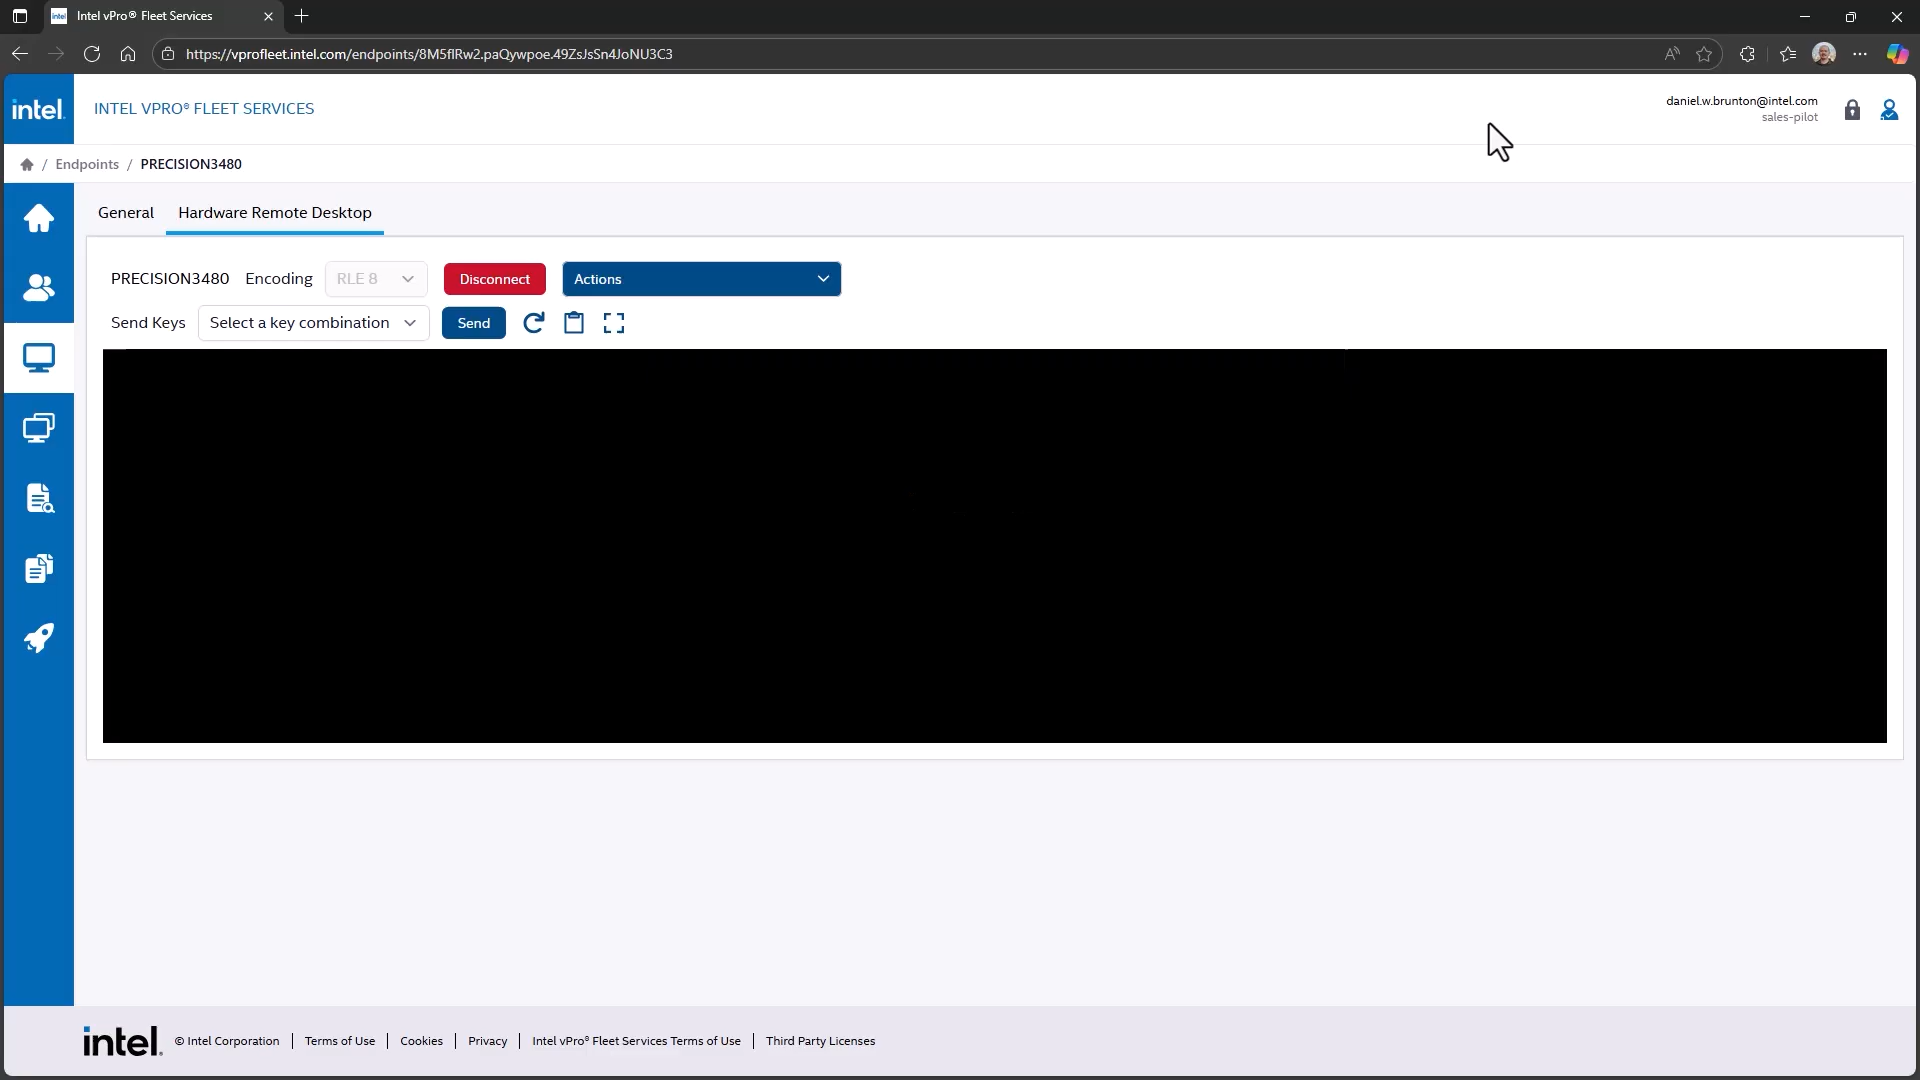 Intel vPro® Fleet Services
https://vprofleet.intel.com/endpoints/8M5flRw2.paQywpoe.49ZsJsSn4JoNU3C3
intel.
INTEL VPRO® FLEET SERVICES
daniel.w.brunton@intel.com
sales-pilot
/ Endpoints / PRECISION3480
General
Hardware Remote Desktop
PRECISION3480 Encoding RLE 8 Disconnect Actions
Send Keys Select a key combination Send
intel. © Intel Corporation | Terms of Use | Cookies | Privacy | Intel vPro® Fleet Services Terms of Use | Third Party Licenses